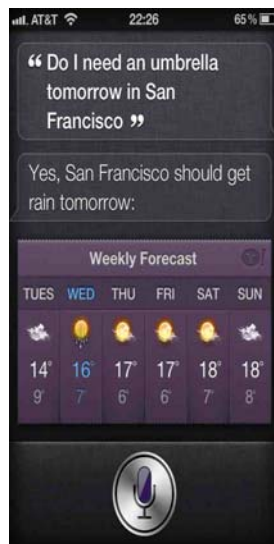 AT&T 22:26 65%
“ Do I need an umbrella
tomorrow in San
Francisco ”
Yes, San Francisco should get
rain tomorrow:
Weekly Forecast
TUES WED THU FRI SAT SUN
14° 16° 17° 17° 18° 18°
9° 7° 6° 6° 7° 8°